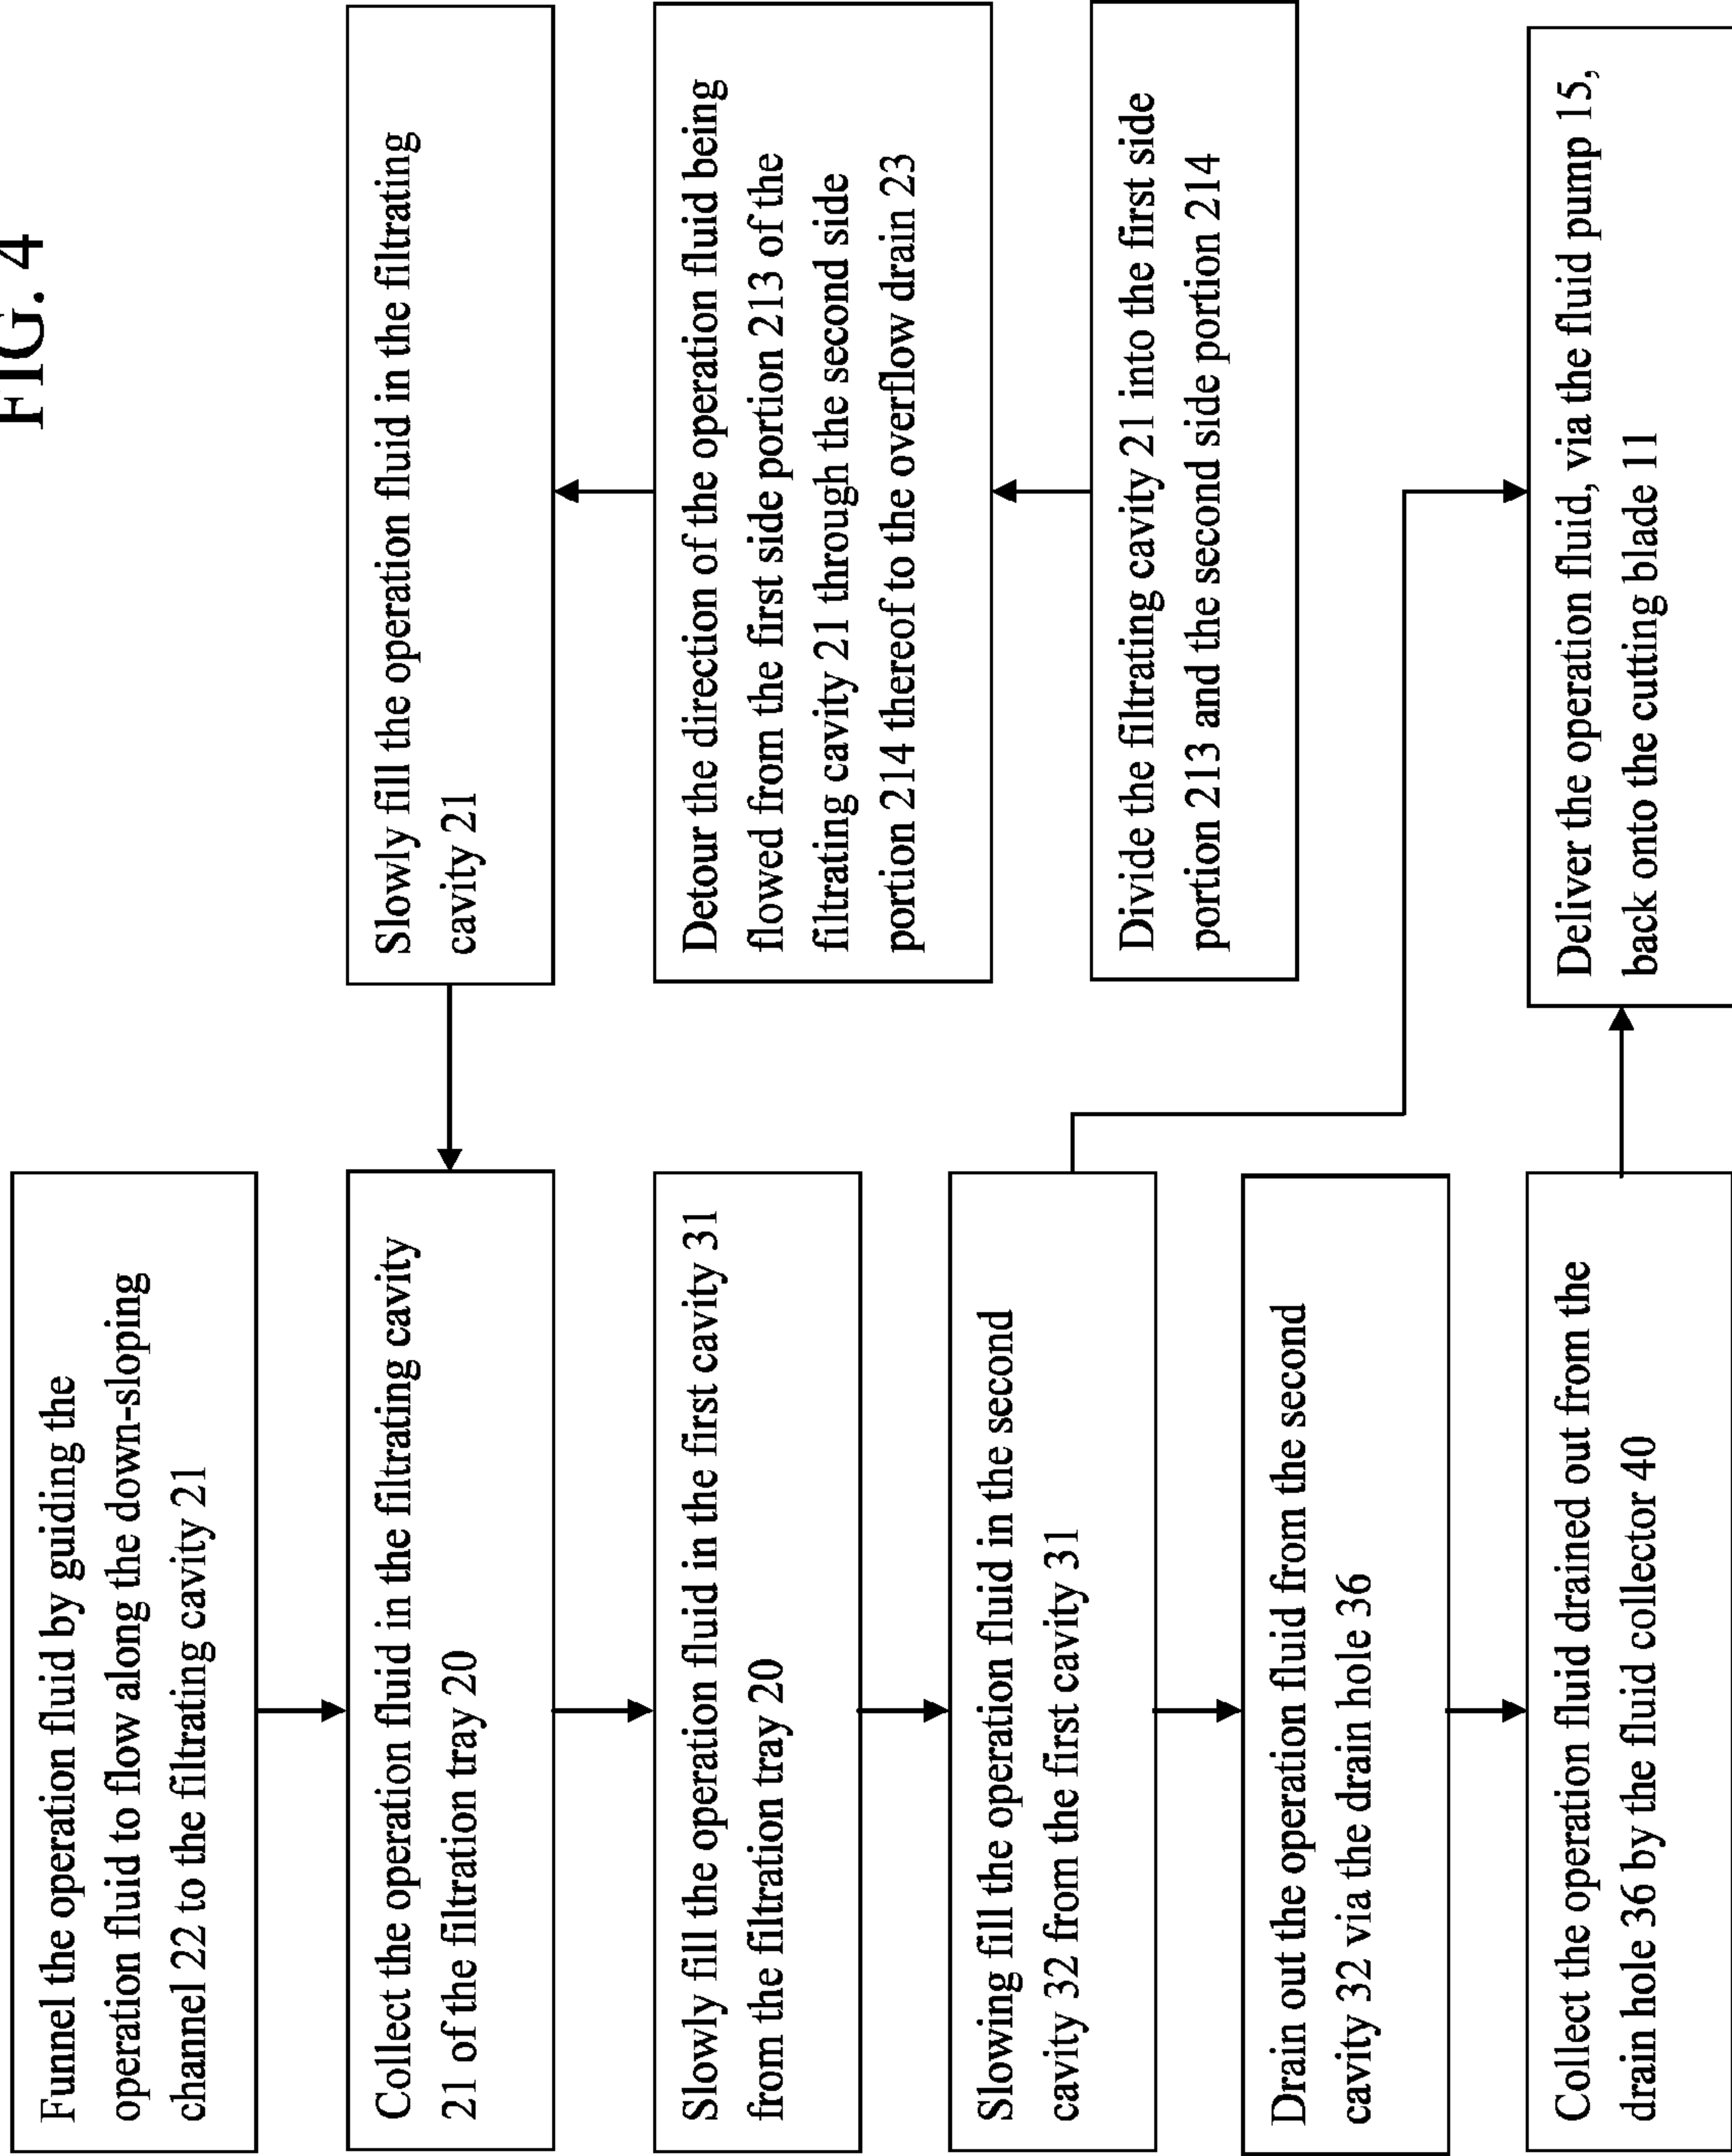 FIG. 4
Funnel the operation fluid by guiding the
operation fluid to flow along the down-sloping
channel 22 to the filtrating cavity 21
Collect the operation fluid in the filtrating cavity
21 of the filtration tray 20
Slowly fill the operation fluid in the first cavity 31
from the filtration tray 20
Slowing fill the operation fluid in the second
cavity 32 from the first cavity 31
Drain out the operation fluid from the second
cavity 32 via the drain hole 36
Collect the operation fluid drained out from the
drain hole 36 by the fluid collector 40
Slowly fill the operation fluid in the filtrating
cavity 21
Detour the direction of the operation fluid being
flowed from the first side portion 213 of the
filtrating cavity 21 through the second side
portion 214 thereof to the overflow drain 23
Divide the filtrating cavity 21 into the first side
portion 213 and the second side portion 214
Deliver the operation fluid, via the fluid pump 15,
back onto the cutting blade 11